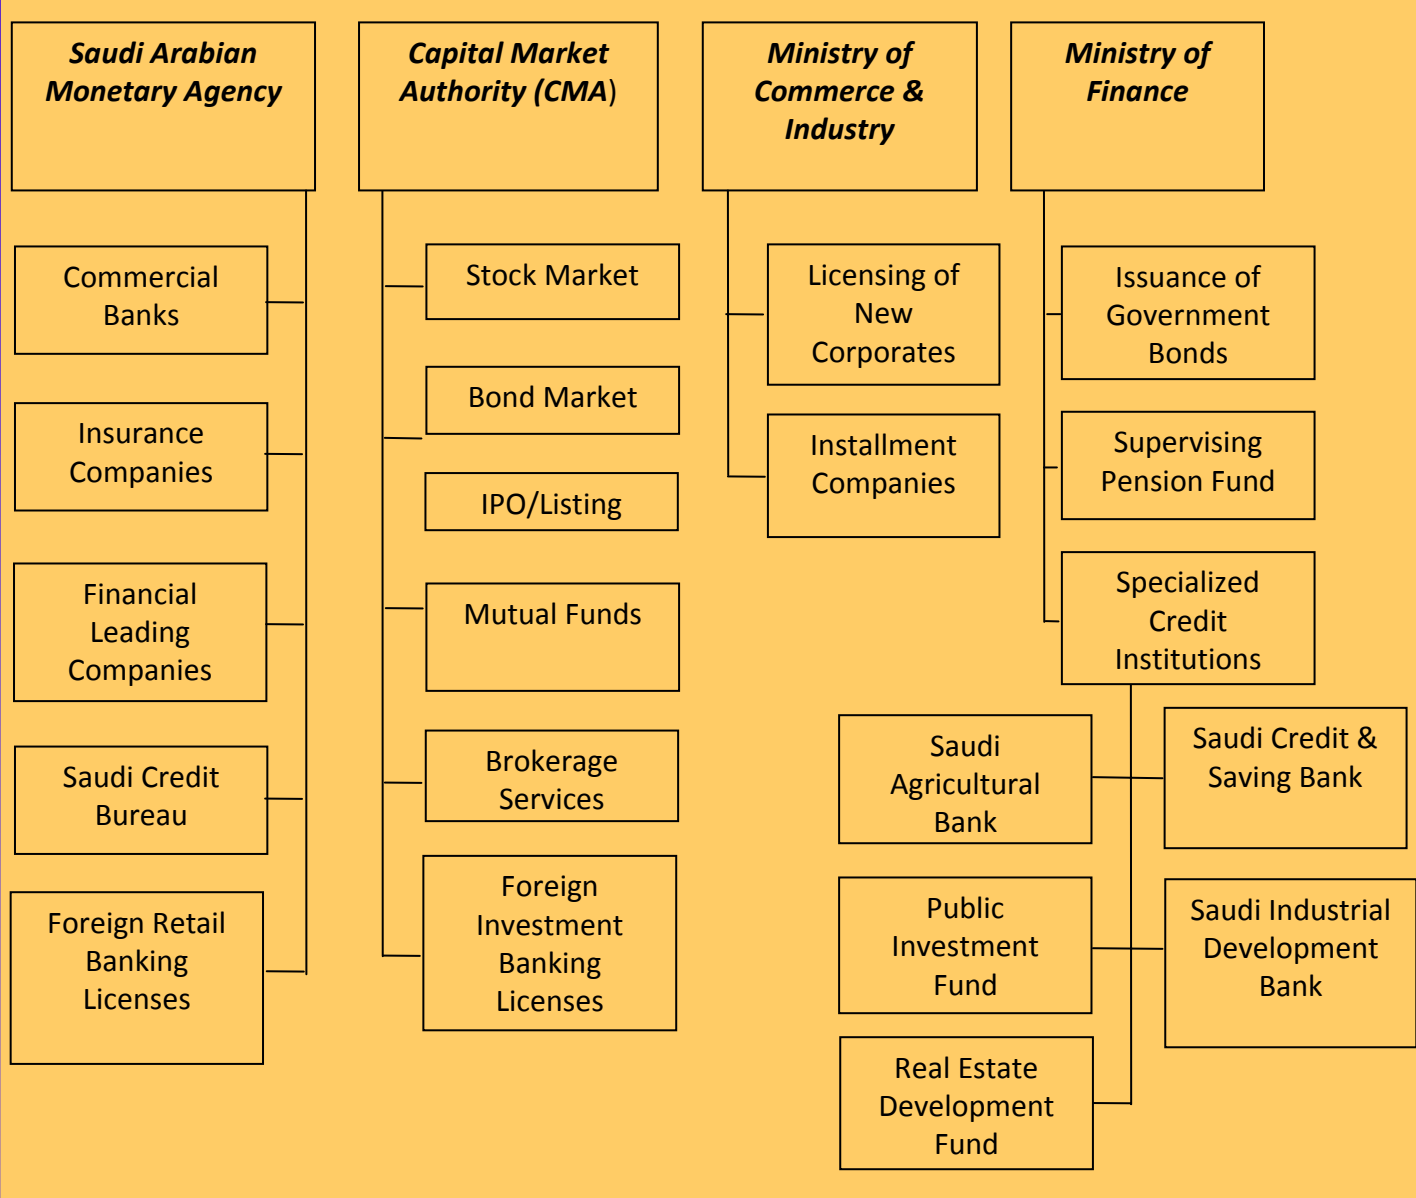 Saudi Arabian
Monetary Agency
Capital Market
Authority (CMA)
Ministry of
Commerce &
Industry
Ministry of
Finance
Commercial
Banks
Insurance
Companies
Financial
Leading
Companies
Saudi Credit
Bureau
Foreign Retail
Banking
Licenses
Stock Market
Bond Market
IPO/Listing
Mutual Funds
Brokerage
Services
Foreign
Investment
Banking
Licenses
Licensing of
New
Corporates
Installment
Companies
Issuance of
Government
Bonds
Supervising
Pension Fund
Specialized
Credit
Institutions
Saudi
Agricultural
Bank
Saudi Credit &
Saving Bank
Public
Investment
Fund
Saudi Industrial
Development
Bank
Real Estate
Development
Fund